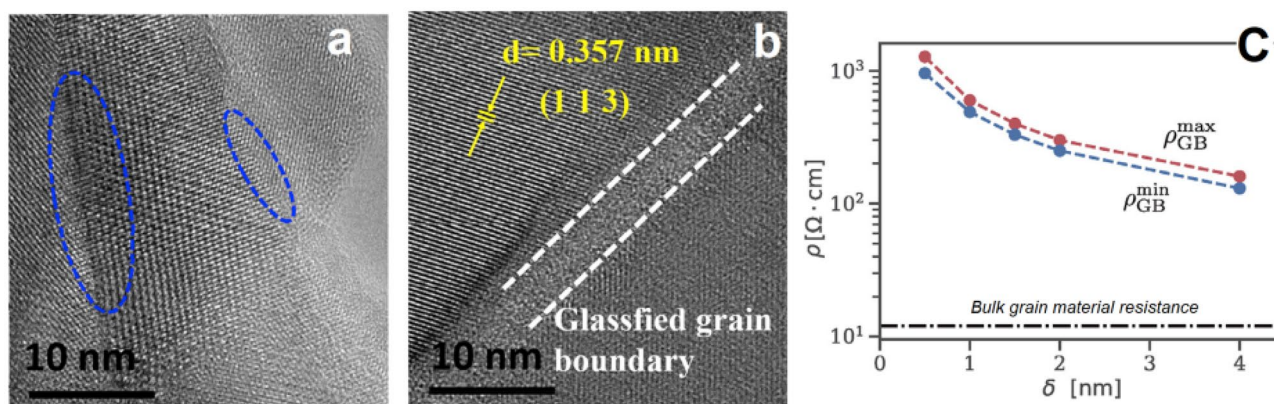 a
10 nm
b
d= 0.357 nm
(1 1 3)
Glassfied grain
boundary
10 nm
C
ρ[Ω·cm]
10³
10²
10¹
ρ_GB^max
ρ_GB^min
Bulk grain material resistance
0 1 2 3 4
δ [nm]